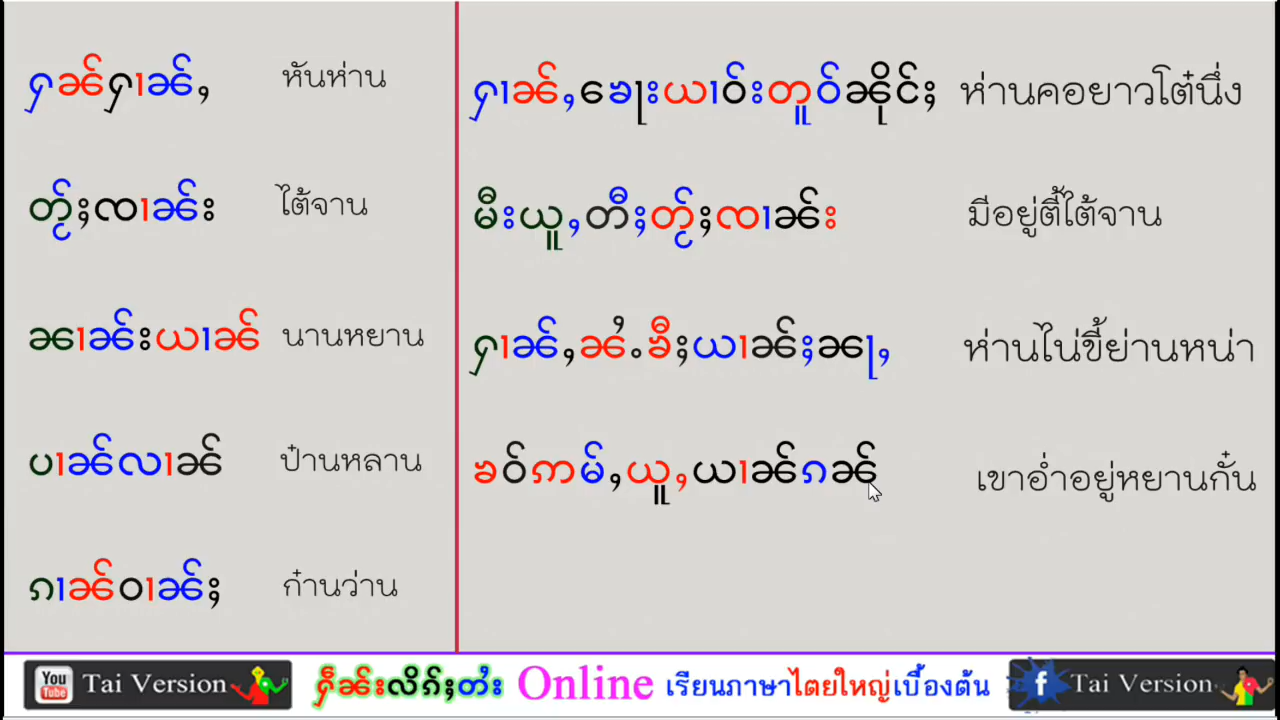 ႁၼ်ႁၢၼ်ႇ หันห่าน
တႂ်ႈၸၢၼ်း ไต้จาน
ၼၢၼ်းယၢၼ် นานหยาน
ပၢၼ်လၢၼ် ป๋านหลาน
ၵၢၼ်ဝၢၼ်ႈ ก๋านว่าน
ႁၢၼ်ႇၶေႃးယၢဝ်းတူဝ်ၼိုင်ႈ ห่านคอยาวโต๋นึ่ง
မီးယူႇတီႈတႂ်ႈၸၢၼ်း มีอยู่ตี้ไต้จาน
ႁၢၼ်ႇၼႆႉၶီႈယၢၼ်ႈၼႃႇ ห่านไน่ขี้ย่านหน่า
ၶဝ်ဢမ်ႇယူႇယၢၼ်ၵၼ် เขาอ่ำอยู่หยานกั๋น
You Tube Tai Version ႁဵၼ်းလိၵ်ႈတႆး Online เรียนภาษาไตยใหญ่เบื้องต้น f Tai Version